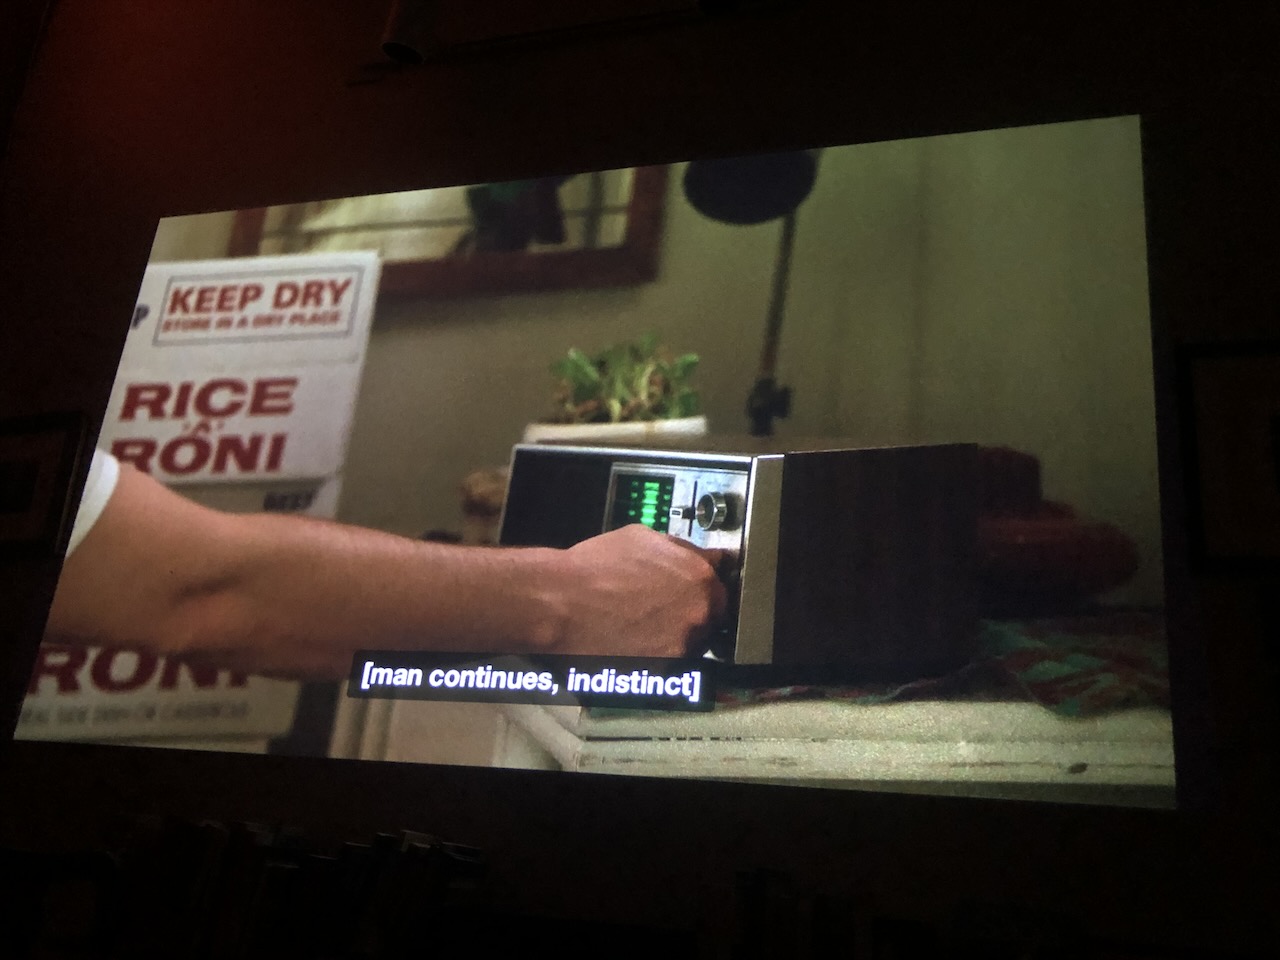 KEEP DRY
STORE IN A DRY PLACE
P
RICE
A
RONI
RONI
[man continues, indistinct]